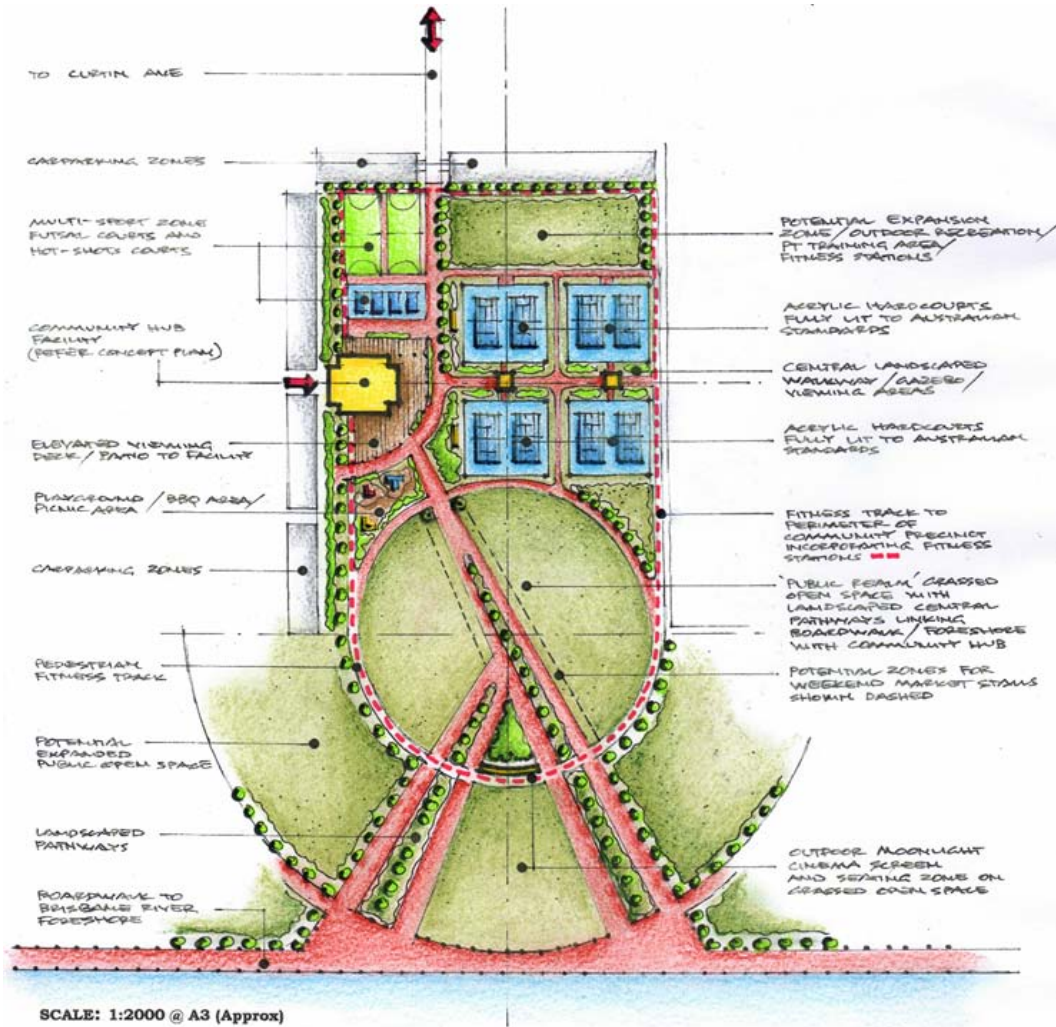 TO CURTIN AVE
CARPARKING ZONES
MULTI-SPORT ZONE
FUTSAL COURTS AND
HOT-SHOTS COURTS
COMMUNITY HUB
FACILITY
(REFER CONCEPT PLAN)
ELEVATED VIEWING
DECK / PATIO TO FACILITY
PLAYGROUND / BBQ AREA/
PICNIC AREA
CARPARKING ZONES
PEDESTRIAN
FITNESS TRACK
POTENTIAL
EXPANDED
PUBLIC OPEN SPACE
LANDSCAPED
PATHWAYS
BOARDWALK TO
BRISBANE RIVER
FORESHORE
POTENTIAL EXPANSION
ZONE / OUTDOOR RECREATION /
PT TRAINING AREA /
FITNESS STATIONS
ACRYLIC HARDCOURTS
FULLY LIT TO AUSTRALIAN
STANDARDS
CENTRAL LANDSCAPED
WALKWAY / GAZEBO /
VIEWING AREAS
ACRYLIC HARDCOURTS
FULLY LIT TO AUSTRALIAN
STANDARDS
FITNESS TRACK TO
PERIMETER OF
COMMUNITY PRECINCT
INCORPORATING FITNESS
STATIONS
'PUBLIC REALM' GRASSED
OPEN SPACE WITH
LANDSCAPED CENTRAL
PATHWAYS LINKING
BOARDWALK / FORESHORE
WITH COMMUNITY HUB
POTENTIAL ZONES FOR
WEEKEND MARKET STALLS
SHOWN DASHED
OUTDOOR MOONLIGHT
CINEMA SCREEN
AND SEATING ZONE ON
GRASSED OPEN SPACE
SCALE: 1:2000 @ A3 (Approx)